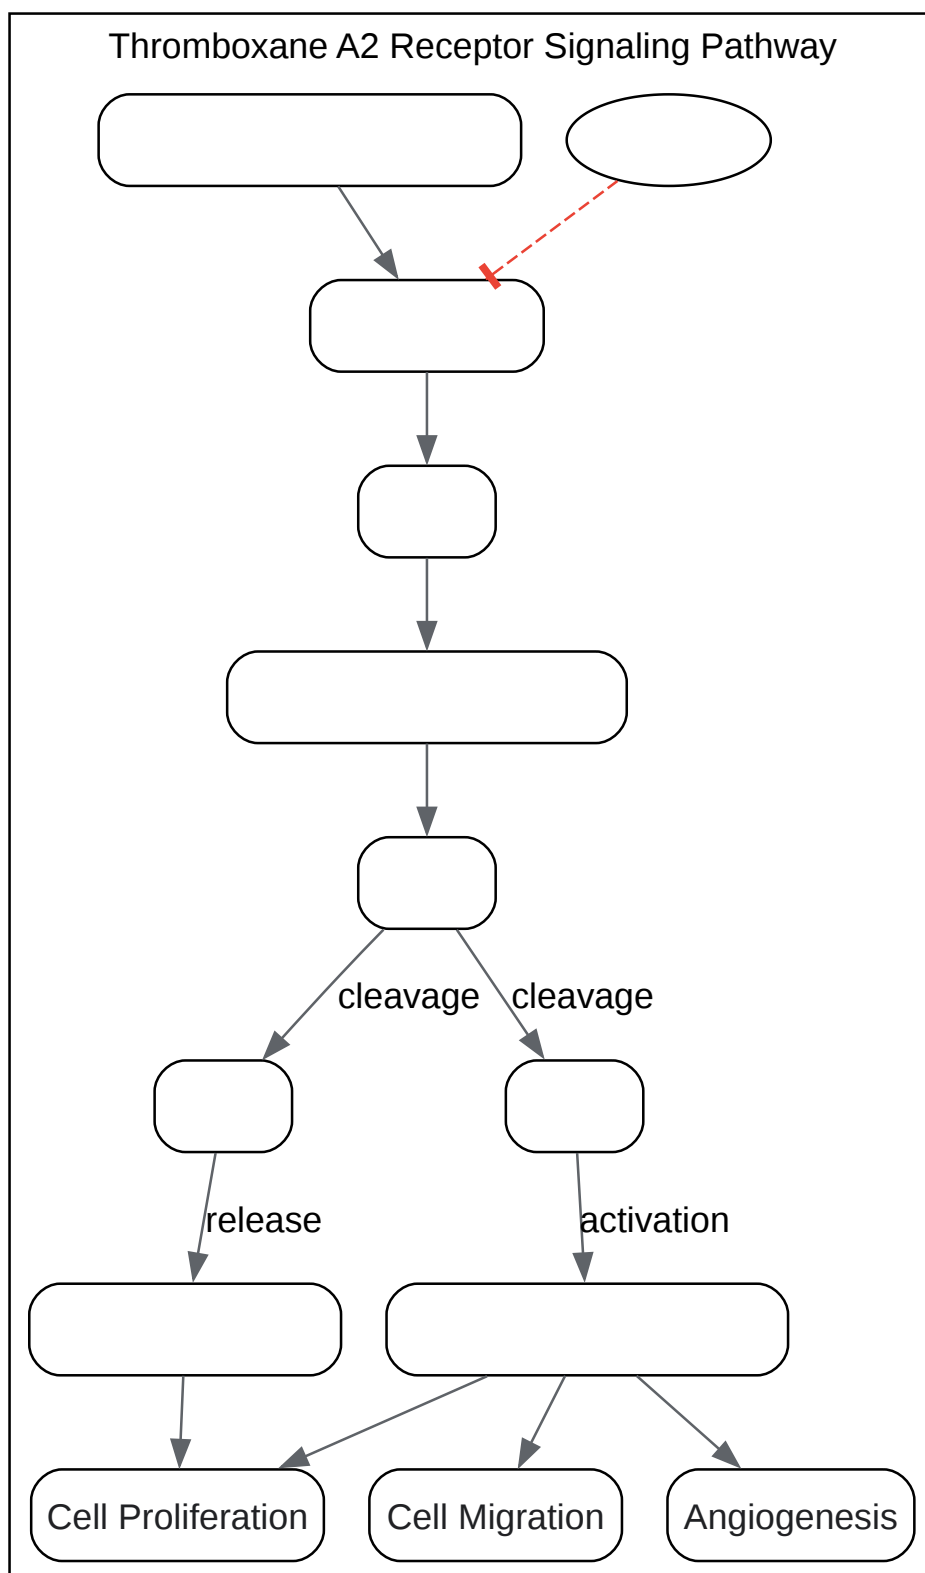 Thromboxane A2 Receptor Signaling Pathway
cleavage
cleavage
release
activation
Cell Proliferation
Cell Migration
Angiogenesis